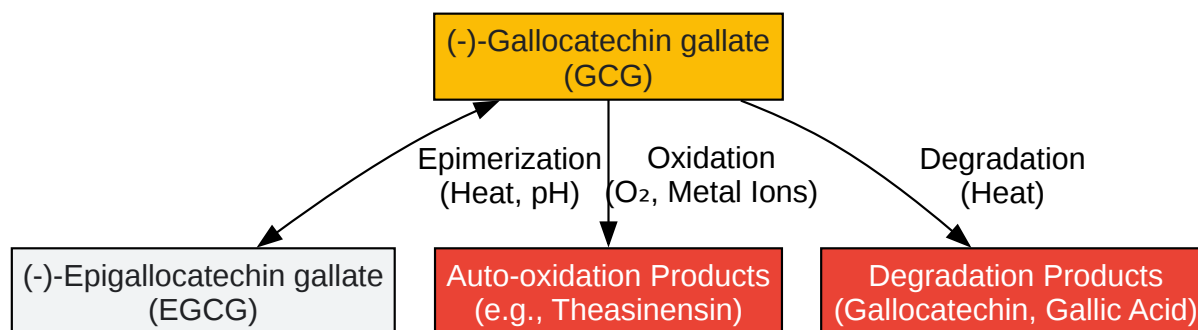 (-)-Gallocatechin gallate
(GCG)
Epimerization
(Heat, pH)
Oxidation
(O₂, Metal Ions)
Degradation
(Heat)
(-)-Epigallocatechin gallate
(EGCG)
Auto-oxidation Products
(e.g., Theasinensin)
Degradation Products
(Gallocatechin, Gallic Acid)